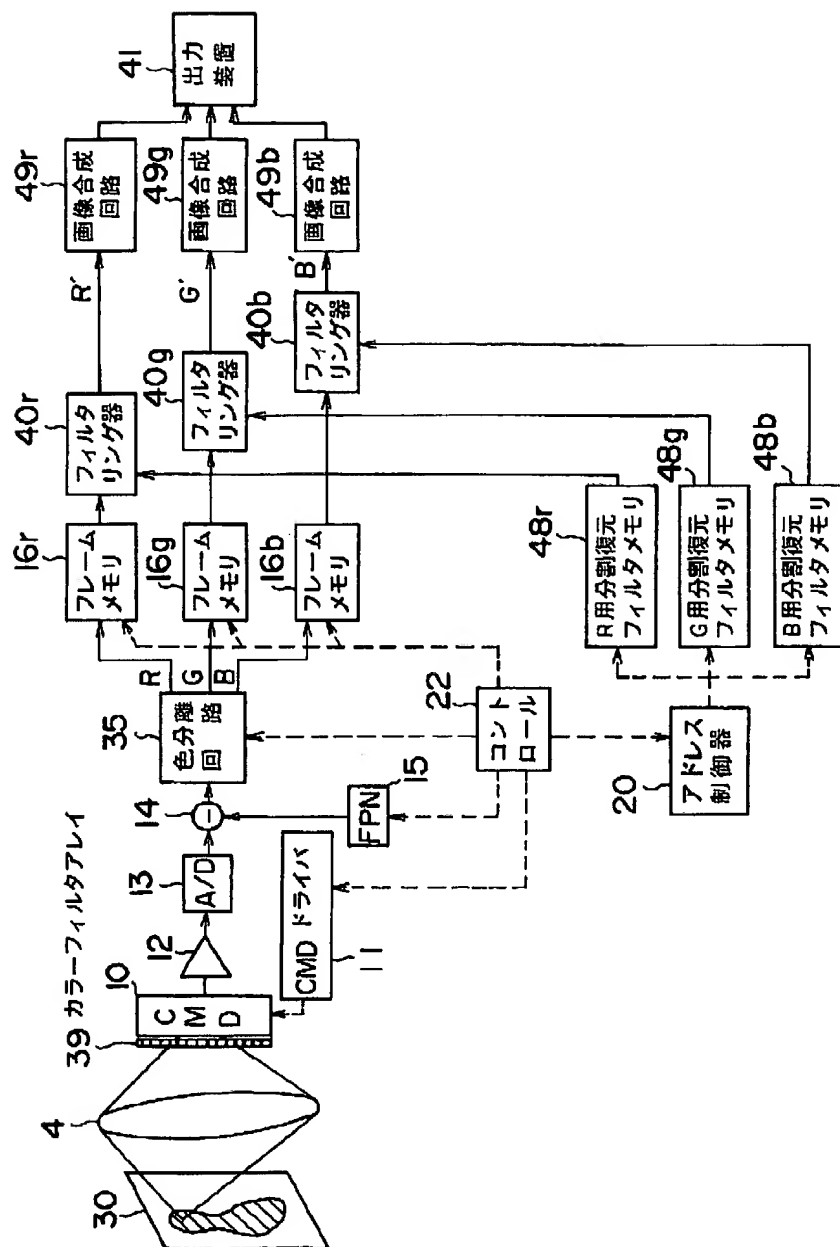 30
4
39 カラーフィルタアレイ
10
CMD
12
13
A/D
14
−
15
FPN
11
CMD ドライバ
35
色分離
回路
R
G
B
22
コント
ロール
20
アドレス
制御器
16r
フレーム
メモリ
16g
フレーム
メモリ
16b
フレーム
メモリ
40r
フィルタ
リング器
40g
フィルタ
リング器
40b
フィルタ
リング器
48r
R用分割復元
フィルタメモリ
48g
G用分割復元
フィルタメモリ
48b
B用分割復元
フィルタメモリ
R′
G′
B′
49r
画像合成
回路
49g
画像合成
回路
49b
画像合成
回路
41
出力
装置